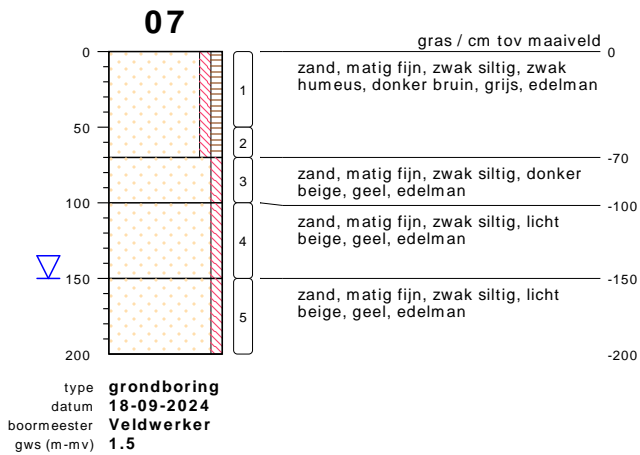 07
gras / cm tov maaiveld
0
0
zand, matig fijn, zwak siltig, zwak
humeus, donker bruin, grijs, edelman
1
50
2
-70
3
zand, matig fijn, zwak siltig, donker
beige, geel, edelman
100
-100
4
zand, matig fijn, zwak siltig, licht
beige, geel, edelman
150
-150
5
zand, matig fijn, zwak siltig, licht
beige, geel, edelman
200
-200
type grondboring
datum 18-09-2024
boormeester Veldwerker
gws (m-mv) 1.5